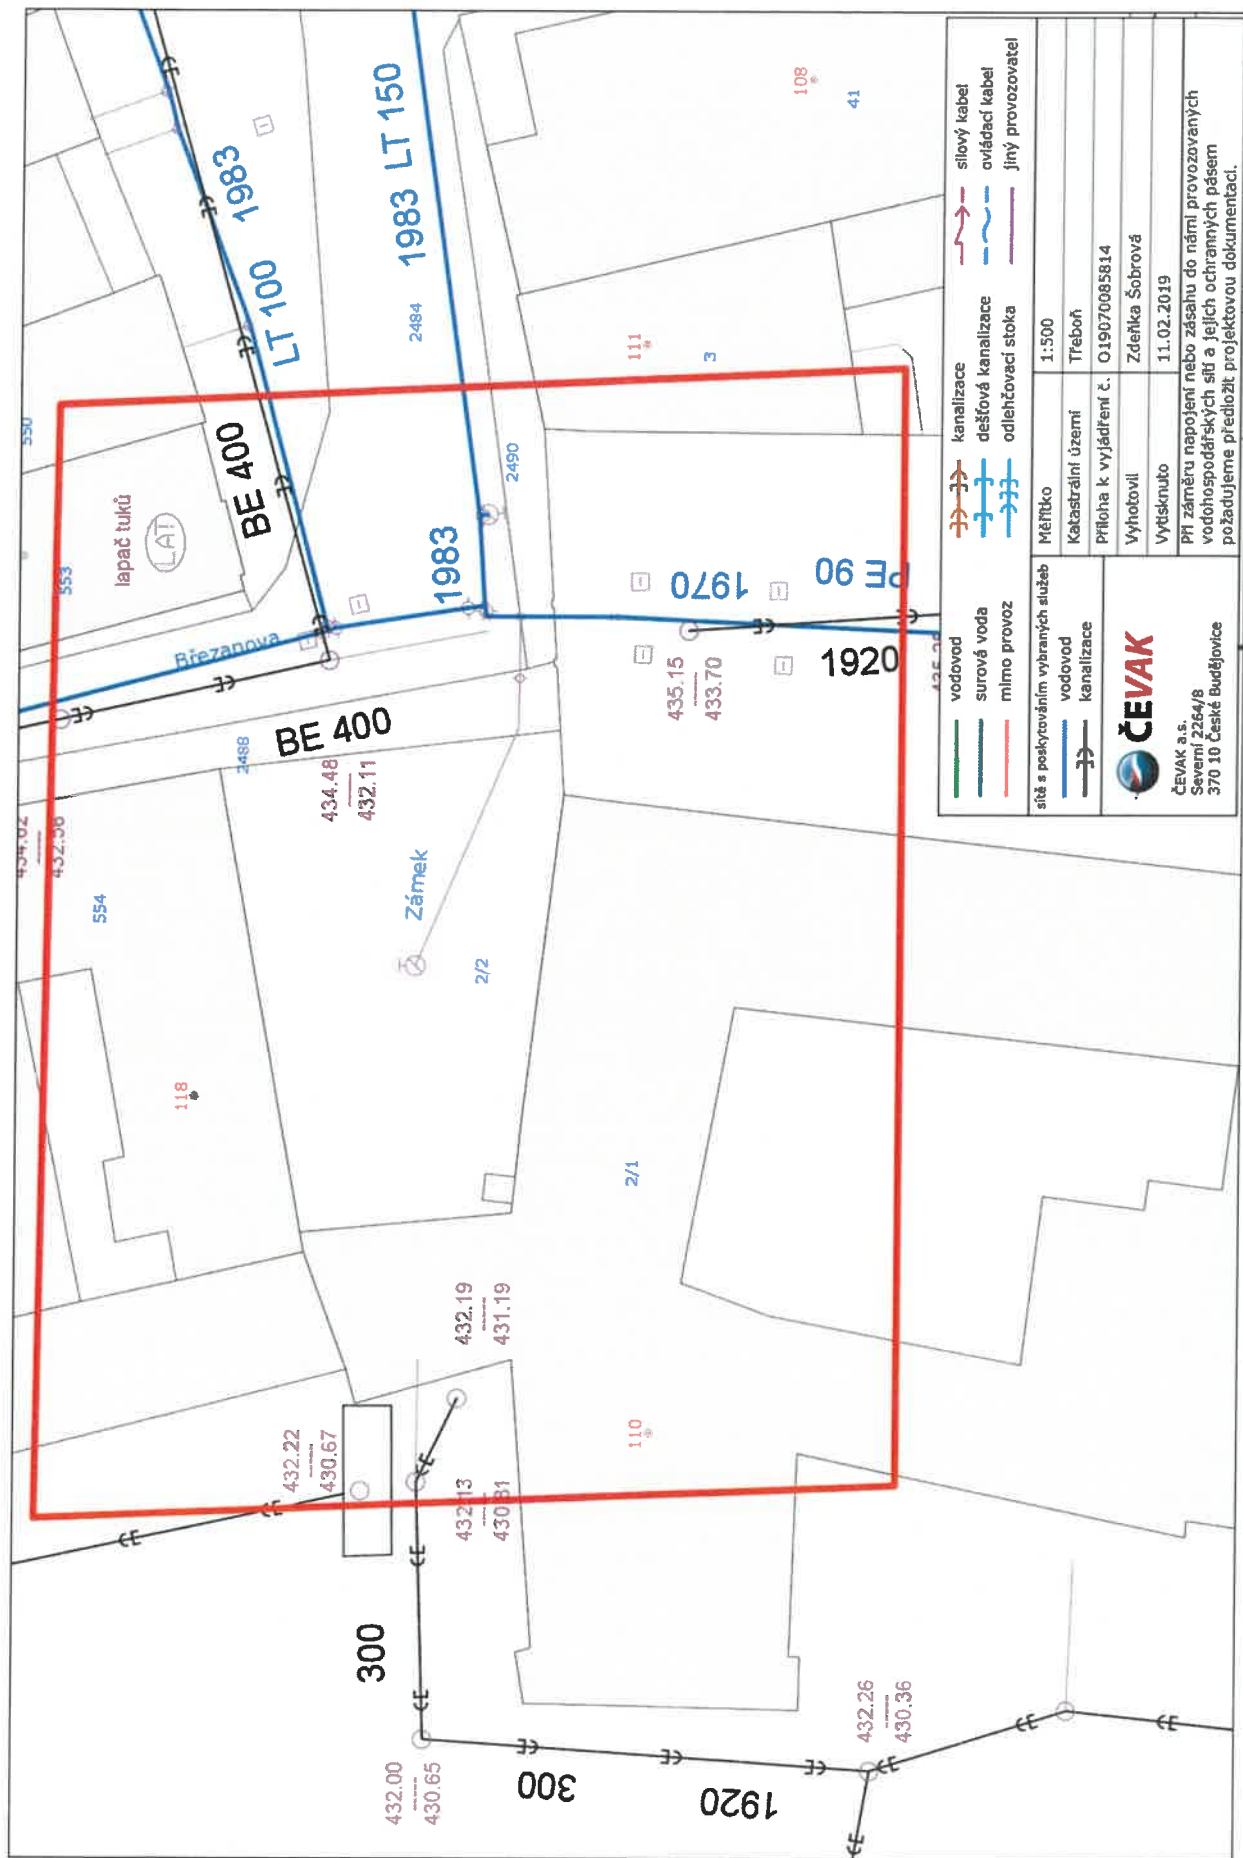 550
553
lapač tuků
LAT
BE 400
LT 100
1983
1983 LT 150
2484
2490
1983
Březanova
BE 400
2488
434.48
432.11
432.56
554
Zámek
2/2
118
108
41
111
3
1970
PE 90
435.15
433.70
1920
2/1
110
432.19
431.19
432.22
430.67
432.13
430.81
300
432.00
430.65
300
1920
432.26
430.36
vodovod
surová voda
mimo provoz
kanalizace
dešťová kanalizace
odlehčovací stoka
silový kabel
ovládací kabel
jiný provozovatel
sítě s poskytováním vybraných služeb
vodovod
kanalizace
ČEVAK
ČEVAK a.s.
Severní 2264/8
370 10 České Budějovice
Měřítko 1:500
Katastrální území Třeboň
Příloha k vyjádření č. O19070085814
Vyhotovil Zdeňka Šobrová
Vytisknuto 11.02.2019
Při záměru napojení nebo zásahu do námi provozovaných
vodohospodářských sítí a jejich ochranných pásem
požadujeme předložit projektovou dokumentaci.